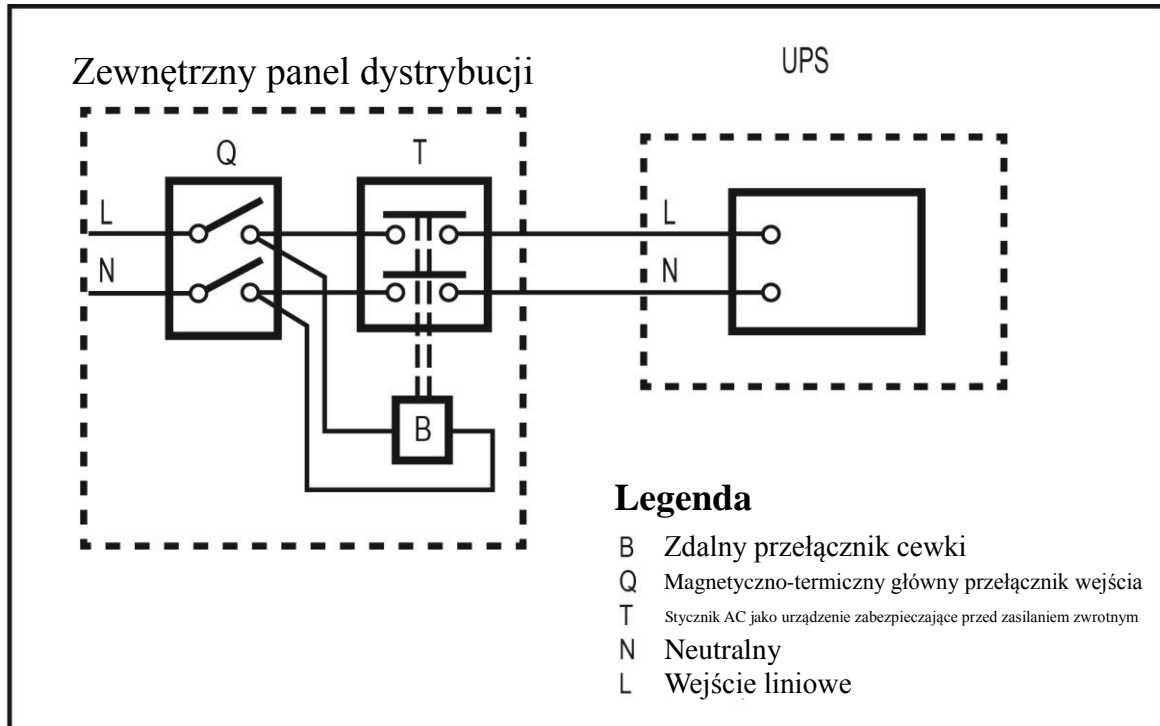 Zewnętrzny panel dystrybucji
UPS
Q
T
L
N
L
N
B
Legenda
B Zdalny przełącznik cewki
Q Magnetyczno-termiczny główny przełącznik wejścia
T Stycznik AC jako urządzenie zabezpieczające przed zasilaniem zwrotnym
N Neutralny
L Wejście liniowe